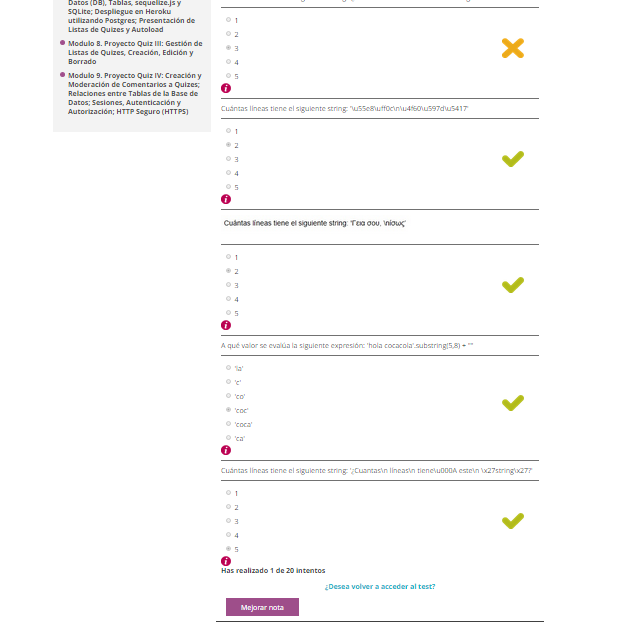 Datos (DB), Tablas, sequelize.js y
SQLite; Despliegue en Heroku
utilizando Postgres; Presentación de
Listas de Quizes y Autoload
Modulo 8. Proyecto Quiz III: Gestión de
Listas de Quizes, Creación, Edición y
Borrado
Modulo 9. Proyecto Quiz IV: Creación y
Moderación de Comentarios a Quizes;
Relaciones entre Tablas de la Base de
Datos; Sesiones, Autenticación y
Autorización; HTTP Seguro (HTTPS)
1
2
3
4
5
i
Cuántas líneas tiene el siguiente string: '\u55e8\uff0c\n\u4f60\u597d\u5417'
1
2
3
4
5
i
Cuántas líneas tiene el siguiente string: 'Γεια σου, \nίσως'
1
2
3
4
5
i
A qué valor se evalúa la siguiente expresión: 'hola cocacola'.substring(5,8) + ""
'la'
'c'
'co'
'coc'
'coca'
'ca'
i
Cuántas líneas tiene el siguiente string: '¿Cuantas\n líneas\n tiene\u000A este\n \x27string\x27?'
1
2
3
4
5
i
Has realizado 1 de 20 intentos
¿Desea volver a acceder al test?
Mejorar nota